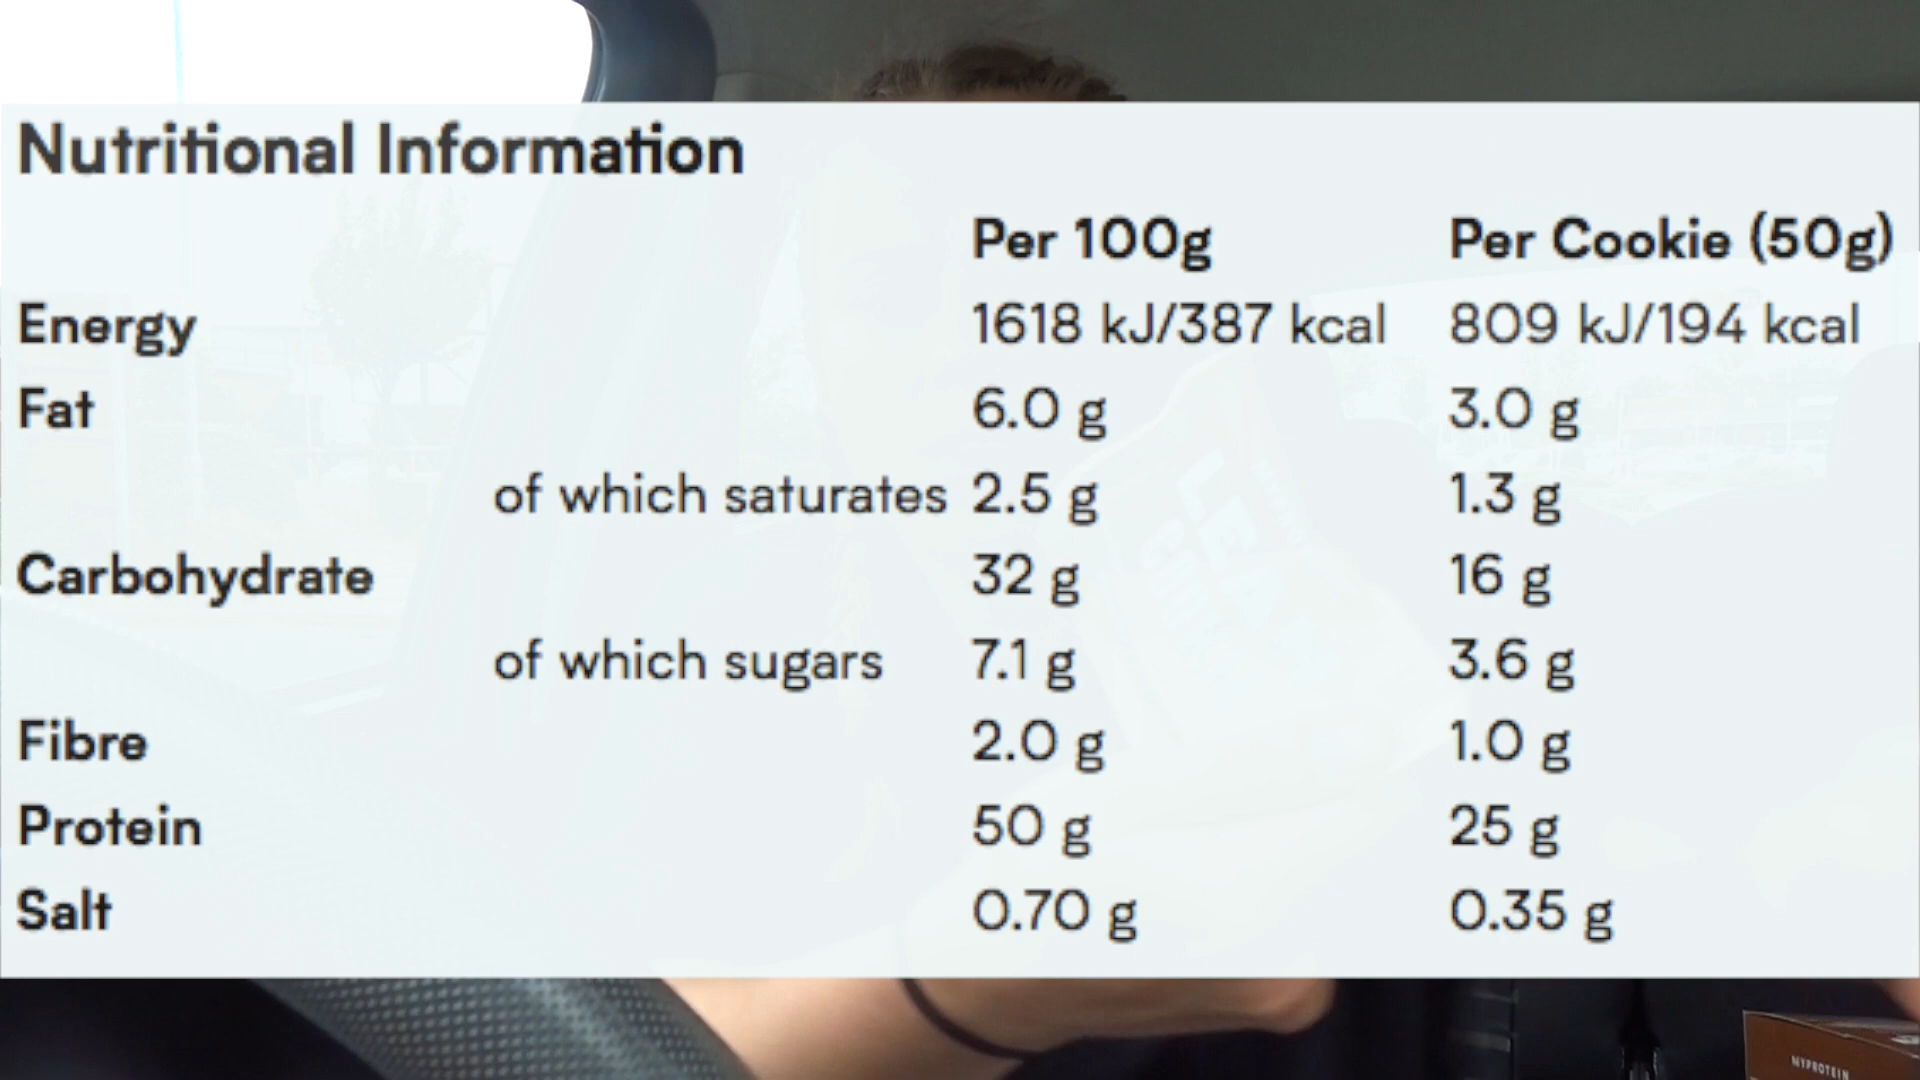 Nutritional Information
Per 100g Per Cookie (50g)
Energy 1618 kJ/387 kcal 809 kJ/194 kcal
Fat 6.0 g 3.0 g
of which saturates 2.5 g 1.3 g
Carbohydrate 32 g 16 g
of which sugars 7.1 g 3.6 g
Fibre 2.0 g 1.0 g
Protein 50 g 25 g
Salt 0.70 g 0.35 g
MYPROTEIN